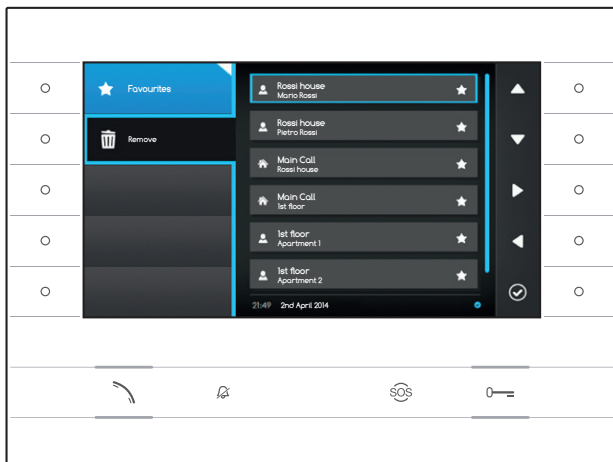 Favourites
Remove
Rossi house
Mario Rossi
Rossi house
Pietro Rossi
Main Call
Rossi house
Main Call
1st floor
1st floor
Apartment 1
1st floor
Apartment 2
21:49 2nd April 2014
SOS